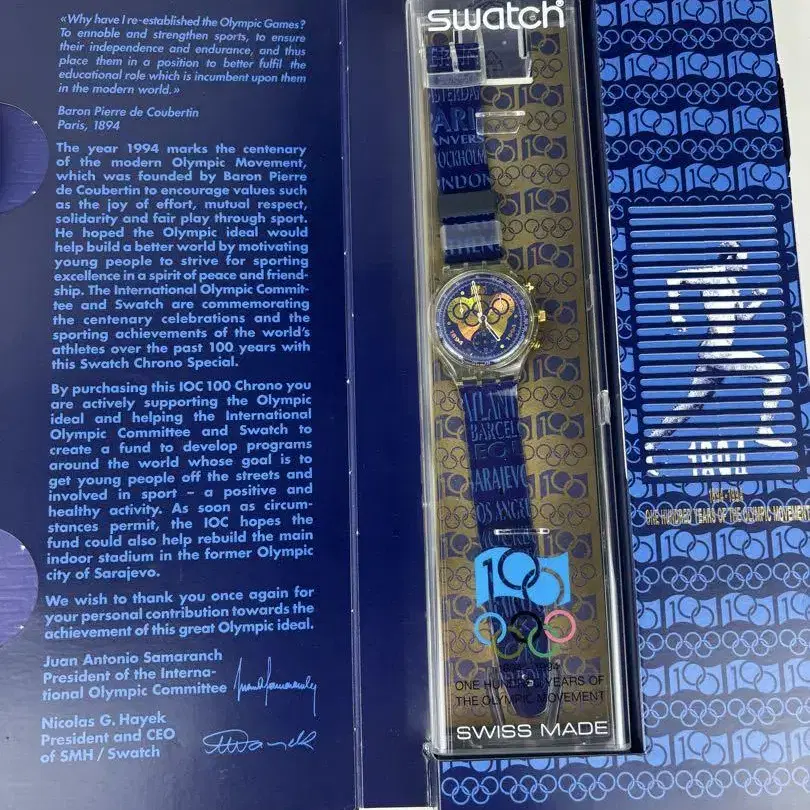 «Why have I re-established the Olympic Games?
To ennoble and strengthen sports, to ensure
their independence and endurance, and thus
place them in a position to better fulfil the
educational role which is incumbent upon them
in the modern world.»
Baron Pierre de Coubertin
Paris, 1894
The year 1994 marks the centenary
of the modern Olympic Movement,
which was founded by Baron Pierre
de Coubertin to encourage values such
as the joy of effort, mutual respect,
solidarity and fair play through sport.
He hoped the Olympic ideal would
help build a better world by motivating
young people to strive for sporting
excellence in a spirit of peace and friend-
ship. The International Olympic Commit-
tee and Swatch are commemorating
the centenary celebrations and the
sporting achievements of the world's
athletes over the past 100 years with
this Swatch Chrono Special.
By purchasing this IOC 100 Chrono you
are actively supporting the Olympic
ideal and helping the International
Olympic Committee and Swatch to
create a fund to develop programs
around the world whose goal is to
get young people off the streets and
involved in sport – a positive and
healthy activity. As soon as circum-
stances permit, the IOC hopes the
fund could also help rebuild the main
indoor stadium in the former Olympic
city of Sarajevo.
We wish to thank you once again for
your personal contribution towards the
achievement of this great Olympic ideal.
Juan Antonio Samaranch
President of the Interna-
tional Olympic Committee
Nicolas G. Hayek
President and CEO
of SMH / Swatch
swatch
STOCKHOLM
LONDON
ATLANT
BARCEL
SARAJEVO
LOS ANGE
100
1894–1994
ONE HUNDRED YEARS OF
THE OLYMPIC MOVEMENT
SWISS MADE
1894
1894–1994
ONE HUNDRED YEARS OF THE OLYMPIC MOVEMENT